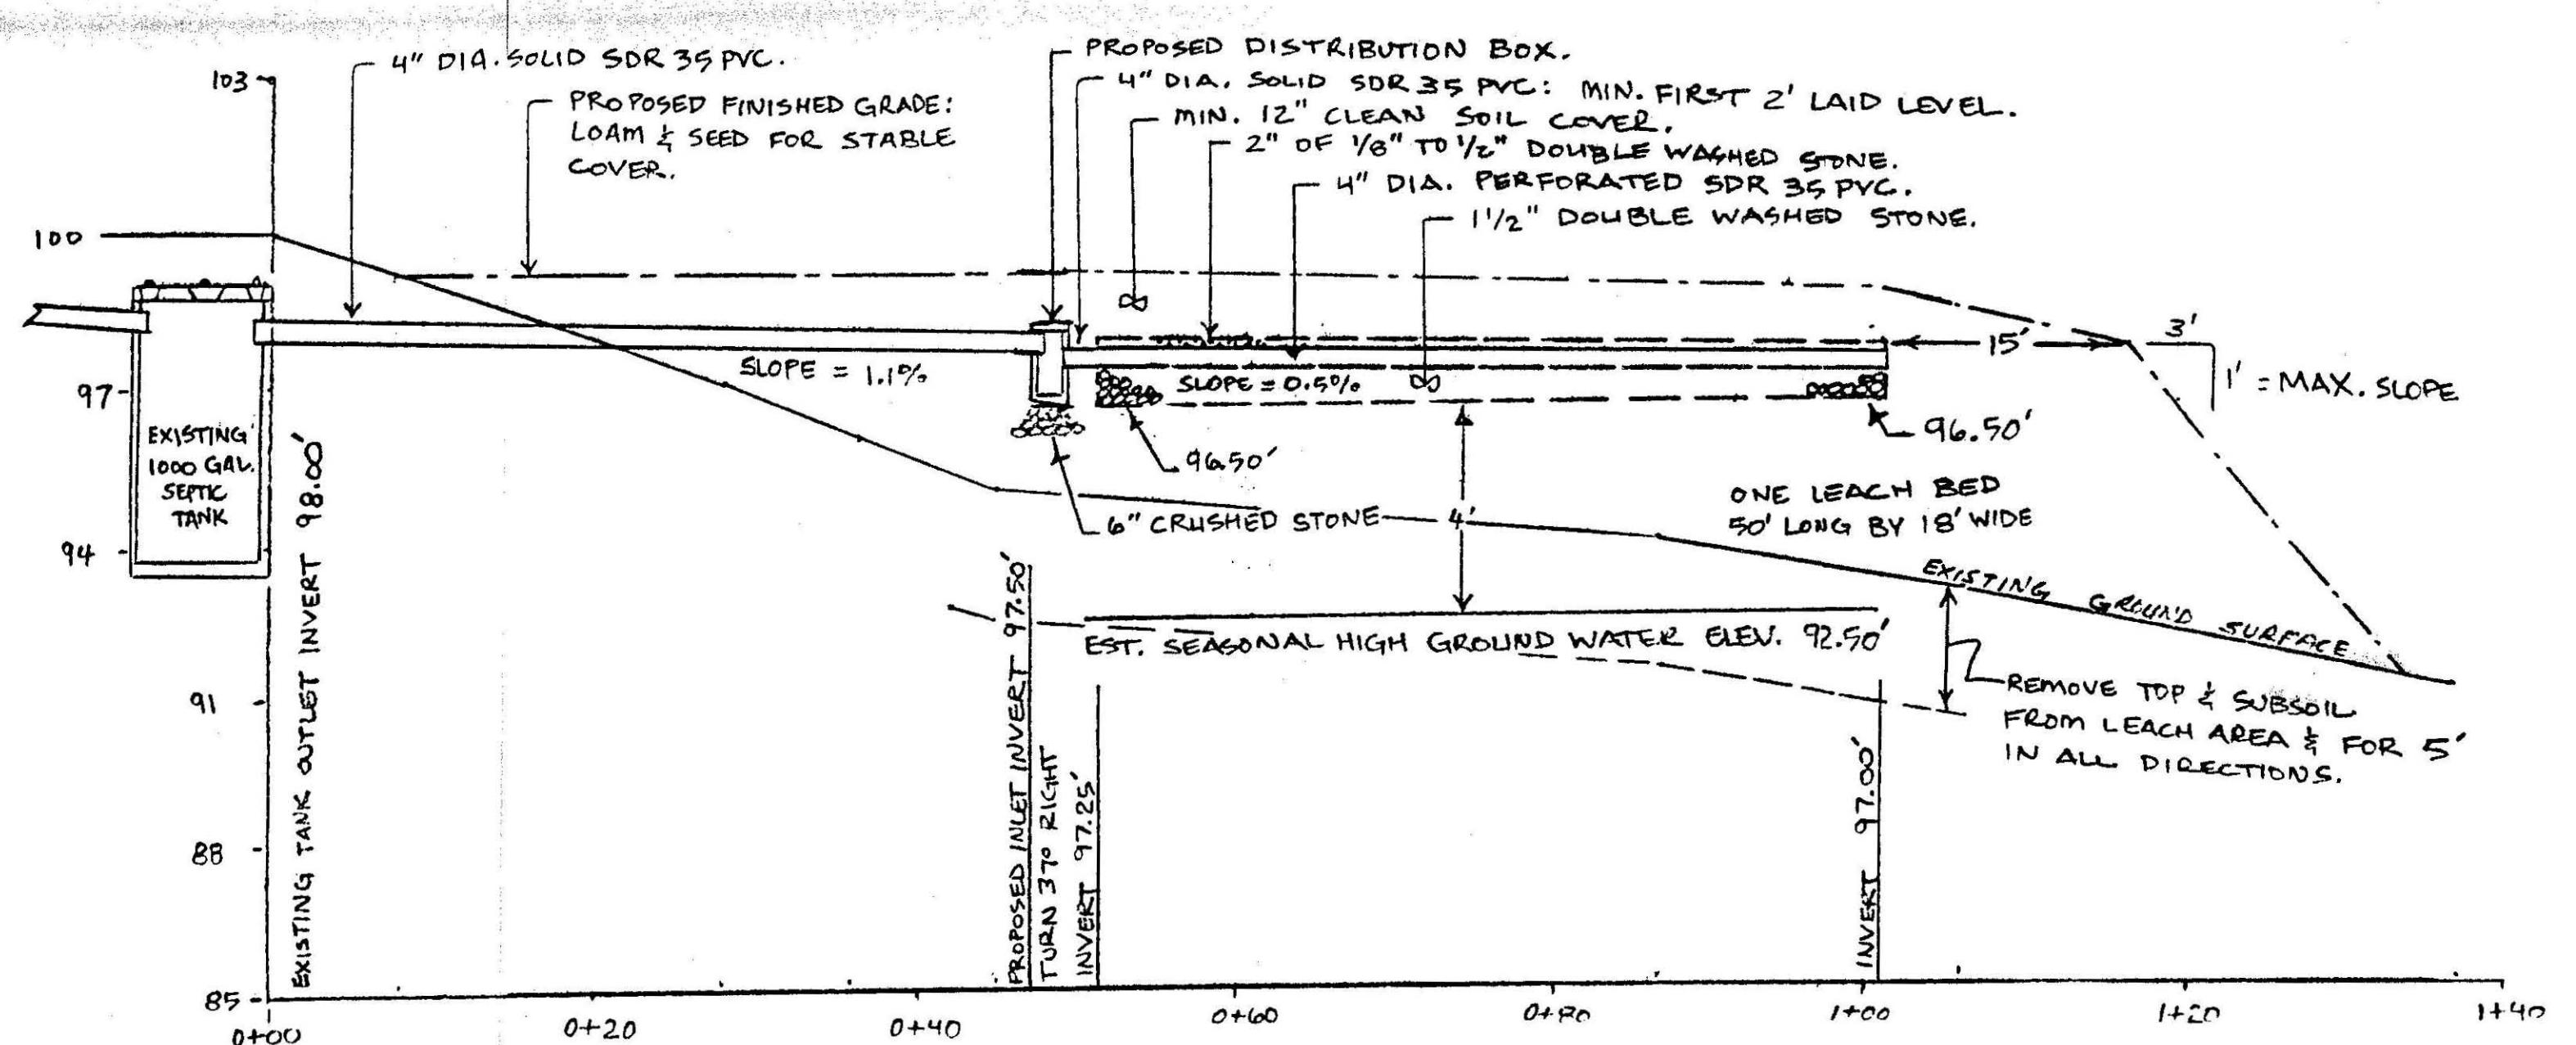 4" DIA. SOLID SDR 35 PVC.
PROPOSED FINISHED GRADE:
LOAM & SEED FOR STABLE
COVER.
PROPOSED DISTRIBUTION BOX.
4" DIA. SOLID SDR 35 PVC: MIN. FIRST 2' LAID LEVEL.
MIN. 12" CLEAN SOIL COVER.
2" OF 1/8" TO 1/2" DOUBLE WASHED STONE.
4" DIA. PERFORATED SDR 35 PVC.
1 1/2" DOUBLE WASHED STONE.
103
100
97
94
91
88
85
EXISTING
1000 GAL.
SEPTIC
TANK
SLOPE = 1.1%
SLOPE = 0.5%
15'
3'
1' = MAX. SLOPE
96.50'
96.50'
6" CRUSHED STONE
4'
ONE LEACH BED
50' LONG BY 18' WIDE
EXISTING GROUND SURFACE
EST. SEASONAL HIGH GROUND WATER ELEV. 92.50'
REMOVE TOP & SUBSOIL
FROM LEACH AREA & FOR 5'
IN ALL DIRECTIONS.
EXISTING TANK OUTLET INVERT 98.00'
PROPOSED INLET INVERT 97.50'
TURN 37° RIGHT
INVERT 97.25'
INVERT 97.00'
0+00
0+20
0+40
0+60
0+80
1+00
1+20
1+40